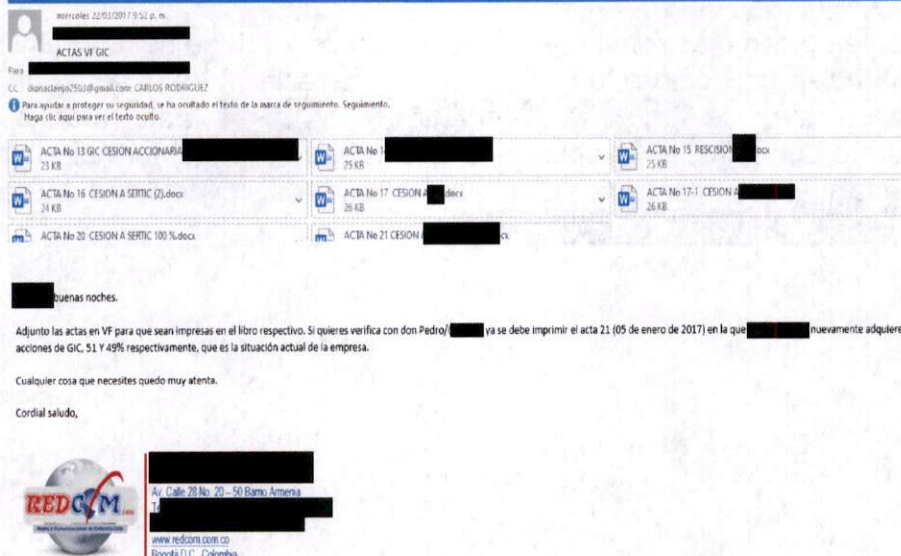 miercoles 22/03/2017 9:52 p. m.
ACTAS VF GIC
Para
CC CARLOS RODRIGUEZ
Para ayudar a proteger su seguridad, se ha ocultado el texto de la marca de seguimiento. Seguimiento.
Haga clic aquí para ver el texto oculto.
ACTA No 13 GIC CESION ACCIONARIA
23 KB
ACTA No 1
25 KB
ACTA No 15 RESCISION ocx
25 KB
ACTA No 16 CESION A SERTIC (2).docx
24 KB
ACTA No 17 CESION A .docx
26 KB
ACTA No 17-1 CESION A
26 KB
ACTA No 20 CESION A SERTIC 100 %.docx
ACTA No 21 CESION
buenas noches.
Adjunto las actas en VF para que sean impresas en el libro respectivo. Si quieres verifica con don Pedro/ ya se debe imprimir el acta 21 (05 de enero de 2017) en la que nuevamente adquiere
acciones de GIC, 51 Y 49% respectivamente, que es la situación actual de la empresa.
Cualquier cosa que necesites quedo muy atenta.
Cordial saludo,
REDCOM
Av. Calle 28 No. 20 – 50 Barrio Armenia
www.redcom.com.co
Bogotá D.C., Colombia